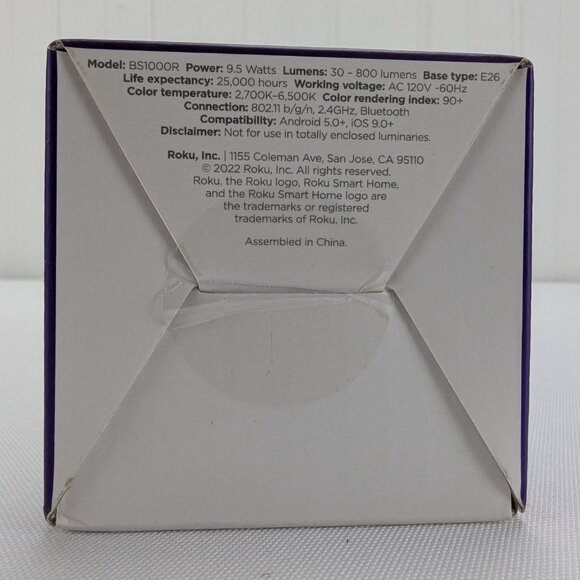 Model: BS1000R Power: 9.5 Watts Lumens: 30 – 800 lumens Base type: E26
Life expectancy: 25,000 hours Working voltage: AC 120V -60Hz
Color temperature: 2,700K–6,500K Color rendering index: 90+
Connection: 802.11 b/g/n, 2.4GHz, Bluetooth
Compatibility: Android 5.0+, iOS 9.0+
Disclaimer: Not for use in totally enclosed luminaries.
Roku, Inc. | 1155 Coleman Ave, San Jose, CA 95110
© 2022 Roku, Inc. All rights reserved.
Roku, the Roku logo, Roku Smart Home,
and the Roku Smart Home logo are
the trademarks or registered
trademarks of Roku, Inc.
Assembled in China.